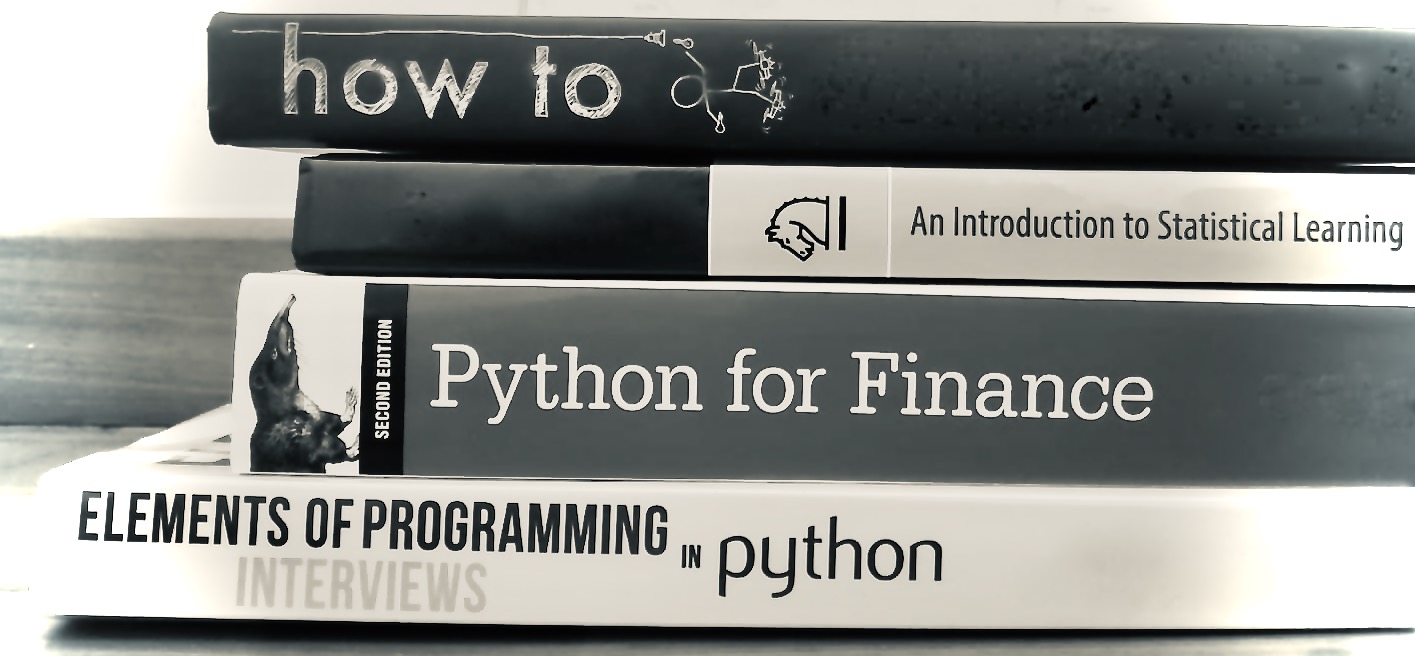 how to
An Introduction to Statistical Learning
SECOND EDITION
Python for Finance
ELEMENTS OF PROGRAMMING IN python
INTERVIEWS